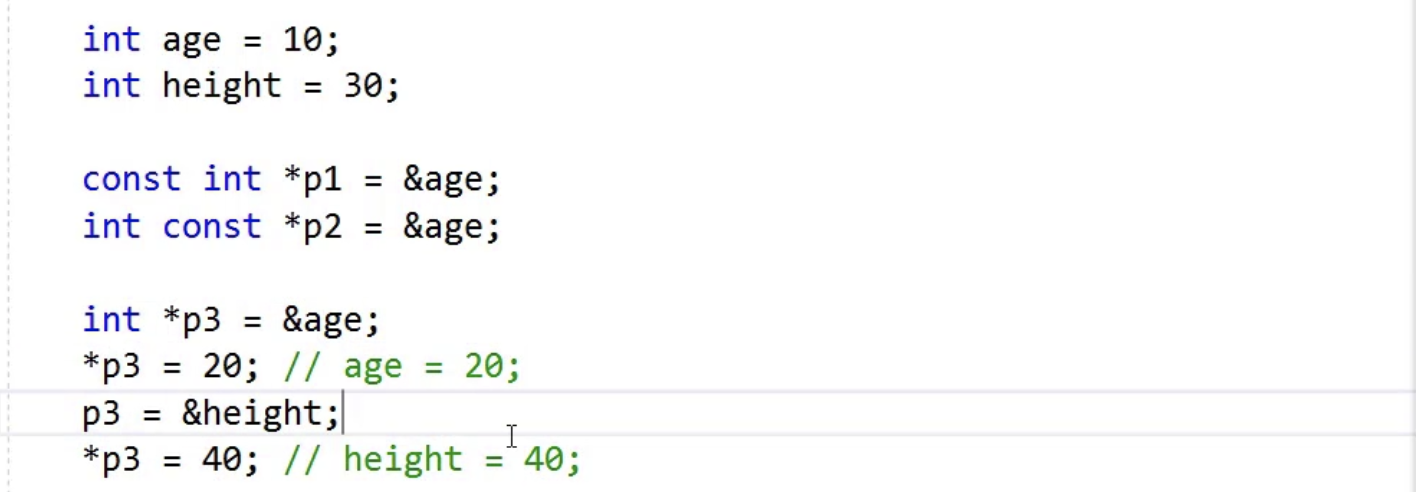 int age = 10;
int height = 30;
const int *p1 = &age;
int const *p2 = &age;
int *p3 = &age;
*p3 = 20; // age = 20;
p3 = &height;
*p3 = 40; // height = 40;